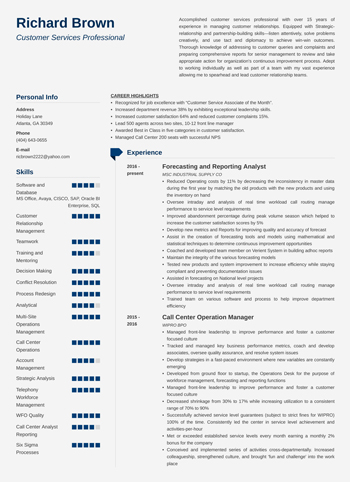 Richard Brown
Customer Services Professional
Accomplished customer services professional with over 15 years of
experience in managing customer relationships. Equipped with Strategic-
relationship and partnership-building skills—listen attentively, solve problems
creatively, and use tact and diplomacy to achieve win-win outcomes.
Thorough knowledge of addressing to customer queries and complaints and
preparing comprehensive reports for senior management to review and take
appropriate action for organization's continuous improvement process. Adept
to working individually as well as part of a team with my vast experience
allowing me to spearhead and lead customer relationship teams.
Personal Info
Address
Holiday Lane
Atlanta, GA 30349
Phone
(404) 643-0655
E-mail
ncbrown2222@yahoo.com
Skills
Software and
Database
MS Office, Avaya, CISCO, SAP, Oracle BI
Enterprise, SQL
Customer
Relationship
Management
Teamwork
Training and
Mentoring
Decision Making
Conflict Resolution
Process Redesign
Analytical
Multi-Site
Operations
Management
Call Center
Operations
Account
Management
Strategic Analysis
Telephony
Workforce
Management
WFO Quality
Call Center Analyst
Reporting
Six Sigma
Processes
CAREER HIGHLIGHTS
• Recognized for job excellence with "Customer Service Associate of the Month".
• Increased department revenue 38% by exhibiting exceptional leadership skills.
• Increased customer satisfaction 64% and reduced customer complaints 15%.
• Lead 500 agents across two sites, 10-12 front line manager
• Awarded Best in Class in five categories in customer satisfaction.
• Managed Call Center 200 seats with successful NPS
Experience
2016 -
present
Forecasting and Reporting Analyst
MSC INDUSTRIAL SUPPLY CO
• Reduced Operating costs by 11% by decreasing the inconsistency in master data
during the first year by matching the old products with the new products and using
the inventory on hand
• Oversee intraday and analysis of real time workload call routing manage
performance to service level requirements
• Improved abandonment percentage during peak volume season which helped to
increase the customer satisfaction scores by 5%
• Develop new metrics and Reports for improving quality and accuracy of forecast
• Assist in the creation of forecasting tools and models using mathematical and
statistical techniques to determine continuous improvement opportunities
• Coached and developed team member on Verient System in building adhoc reports
• Maintain the integrity of the various forecasting models
• Tested new products and system improvement to increase efficiency while staying
compliant and preventing documentation issues
• Assisted in Forecasting on National level projects
• Oversee intraday and analysis of real time workload call routing manage
performance to service level requirements
• Trained team on various software and process to help improve department
efficiency
2015 -
2016
Call Center Operation Manager
WIPRO-BPO
• Managed front-line leadership to improve performance and foster a customer
focused culture
• Tracked and managed key business performance metrics, coach and develop
associates, oversee quality assurance, and resolve system issues
• Develop strategies in a fast-paced environment where new variables are constantly
emerging
• Developed from ground floor to startup, the Operations Desk for the purpose of
workforce management, forecasting and reporting functions
• Managed front-line leadership to improve performance and foster a customer
focused culture
• Decreased shrinkage from 30% to 17% while increasing utilization to a consistent
range of 70% to 90%
• Successfully achieved service level guarantees (subject to strict fines for WIPRO)
100% of the time. Consistently led the center in service level achievement and
activities-per-hour
• Met or exceeded established service levels every month earning a monthly 2%
bonus for the company
• Conceived and implemented series of activities cross-departmentally. Increased
colleagueship, strengthened culture, and brought 'fun and challenge' into the work
place